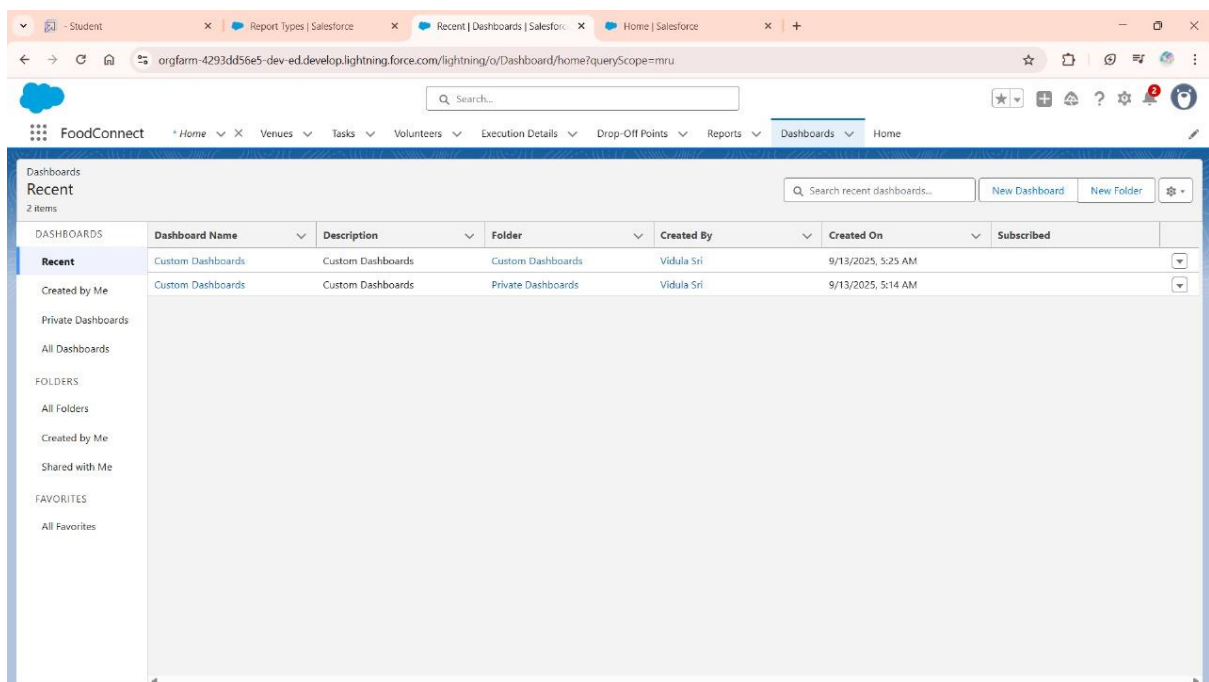 - Student
Report Types | Salesforce
Recent | Dashboards | Salesforc
Home | Salesforce
orgfarm-4293dd56e5-dev-ed.develop.lightning.force.com/lightning/o/Dashboard/home?queryScope=mru
Search...
2
FoodConnect
* Home
Venues
Tasks
Volunteers
Execution Details
Drop-Off Points
Reports
Dashboards
Home
Dashboards
Recent
2 items
Search recent dashboards...
New Dashboard
New Folder
DASHBOARDS
Recent
Created by Me
Private Dashboards
All Dashboards
FOLDERS
All Folders
Created by Me
Shared with Me
FAVORITES
All Favorites
Dashboard Name Description Folder Created By Created On Subscribed
Custom Dashboards Custom Dashboards Custom Dashboards Vidula Sri 9/13/2025, 5:25 AM
Custom Dashboards Custom Dashboards Private Dashboards Vidula Sri 9/13/2025, 5:14 AM